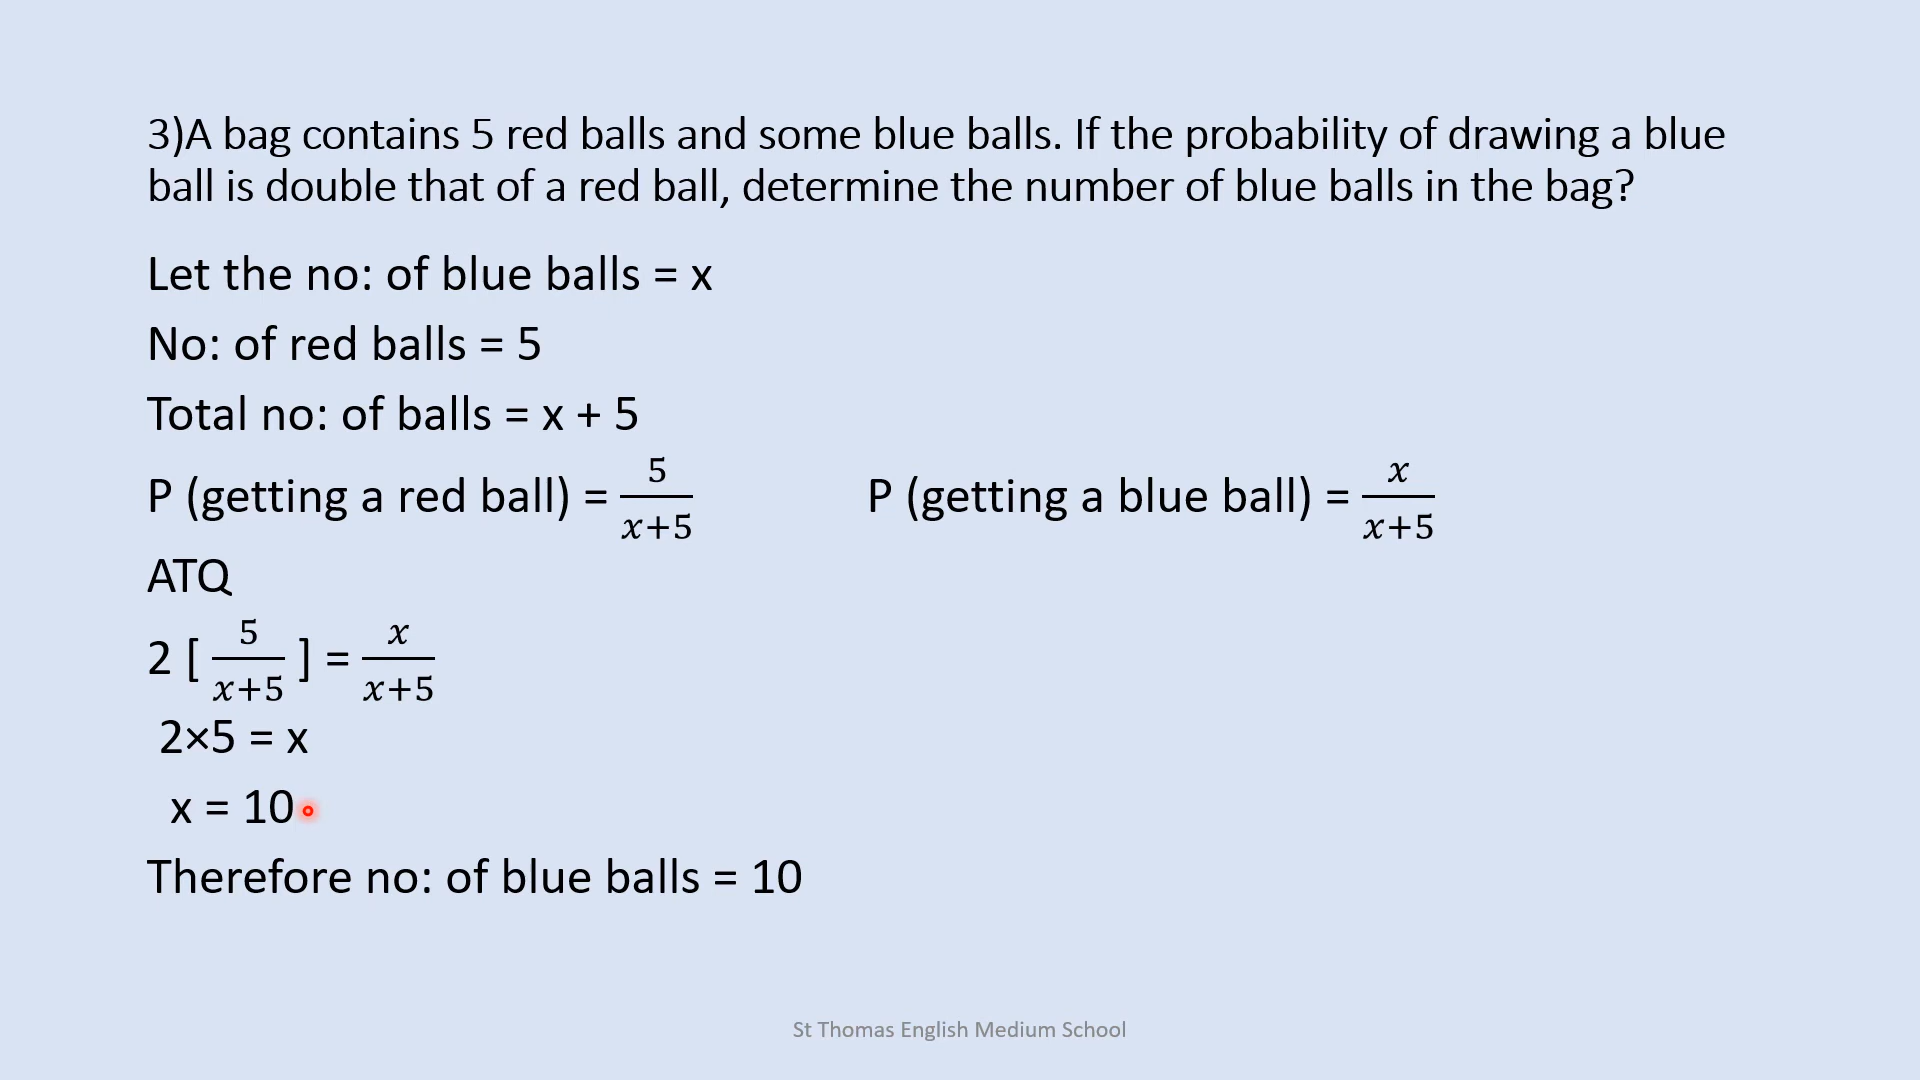 3)A bag contains 5 red balls and some blue balls. If the probability of drawing a blue
ball is double that of a red ball, determine the number of blue balls in the bag?
Let the no: of blue balls = x
No: of red balls = 5
Total no: of balls = x + 5
P (getting a red ball) = 5/(x+5) P (getting a blue ball) = x/(x+5)
ATQ
2 [ 5/(x+5) ] = x/(x+5)
2×5 = x
x = 10
Therefore no: of blue balls = 10
St Thomas English Medium School